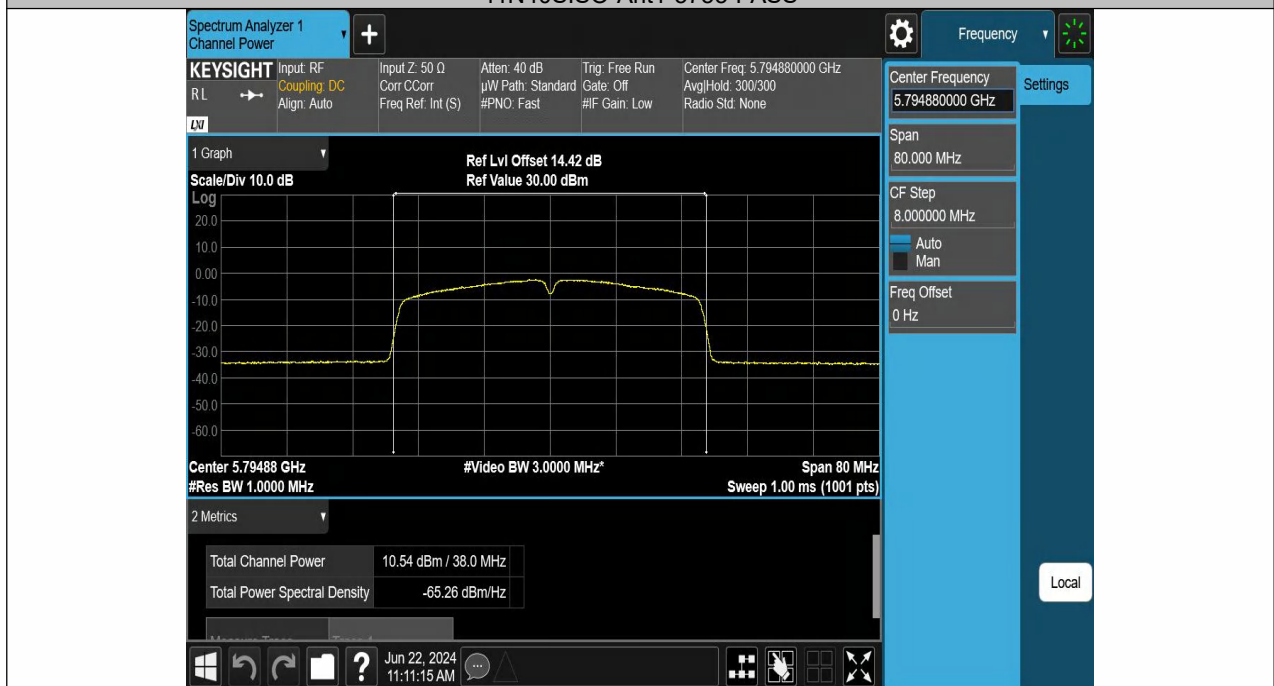 Spectrum Analyzer 1
Channel Power
+
Frequency
KEYSIGHT
RL
LXI
Input: RF
Coupling: DC
Align: Auto
Input Z: 50 Ω
Corr CCorr
Freq Ref: Int (S)
Atten: 40 dB
µW Path: Standard
#PNO: Fast
Trig: Free Run
Gate: Off
#IF Gain: Low
Center Freq: 5.794880000 GHz
Avg|Hold: 300/300
Radio Std: None
Center Frequency
5.794880000 GHz
Settings
Span
80.000 MHz
CF Step
8.000000 MHz
Auto
Man
Freq Offset
0 Hz
Local
1 Graph
Ref Lvl Offset 14.42 dB
Scale/Div 10.0 dB
Ref Value 30.00 dBm
Log
20.0
10.0
0.00
-10.0
-20.0
-30.0
-40.0
-50.0
-60.0
Center 5.79488 GHz
#Video BW 3.0000 MHz*
Span 80 MHz
#Res BW 1.0000 MHz
Sweep 1.00 ms (1001 pts)
2 Metrics
Total Channel Power
10.54 dBm / 38.0 MHz
Total Power Spectral Density
-65.26 dBm/Hz
?
Jun 22, 2024
11:11:15 AM